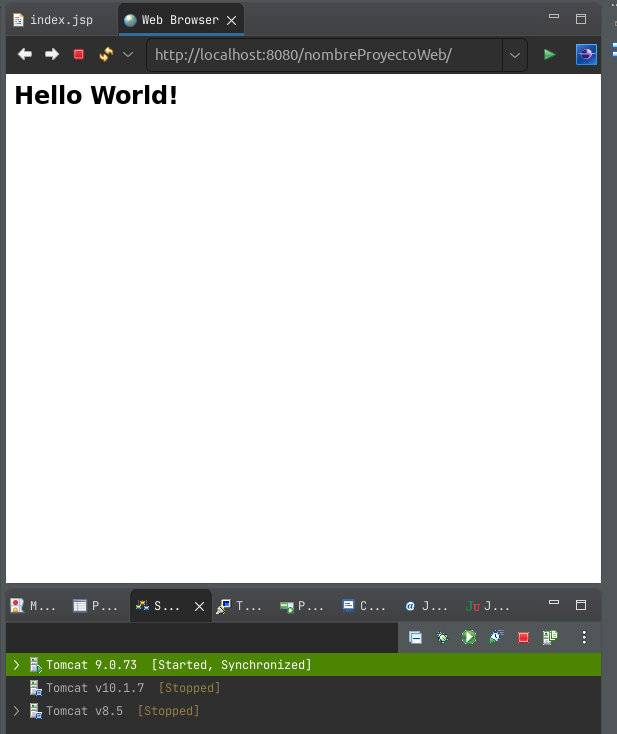 index.jsp
Web Browser
http://localhost:8080/nombreProyectoWeb/
Hello World!
M...
P...
S...
T...
P...
C...
J...
Ju J...
Tomcat 9.0.73 [Started, Synchronized]
Tomcat v10.1.7 [Stopped]
Tomcat v8.5 [Stopped]